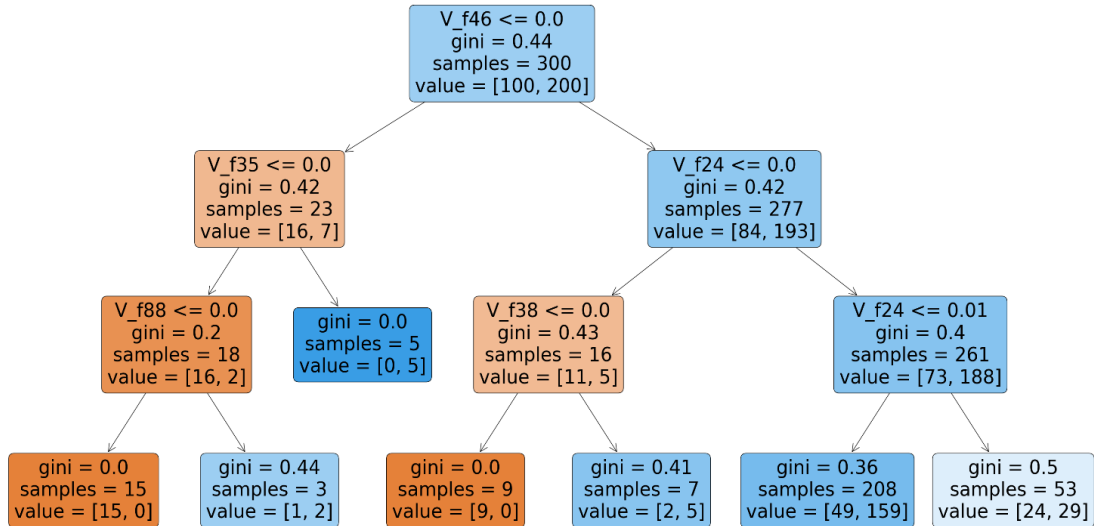 V_f46 <= 0.0
gini = 0.44
samples = 300
value = [100, 200]
V_f35 <= 0.0
gini = 0.42
samples = 23
value = [16, 7]
V_f24 <= 0.0
gini = 0.42
samples = 277
value = [84, 193]
V_f88 <= 0.0
gini = 0.2
samples = 18
value = [16, 2]
gini = 0.0
samples = 5
value = [0, 5]
V_f38 <= 0.0
gini = 0.43
samples = 16
value = [11, 5]
V_f24 <= 0.01
gini = 0.4
samples = 261
value = [73, 188]
gini = 0.0
samples = 15
value = [15, 0]
gini = 0.44
samples = 3
value = [1, 2]
gini = 0.0
samples = 9
value = [9, 0]
gini = 0.41
samples = 7
value = [2, 5]
gini = 0.36
samples = 208
value = [49, 159]
gini = 0.5
samples = 53
value = [24, 29]